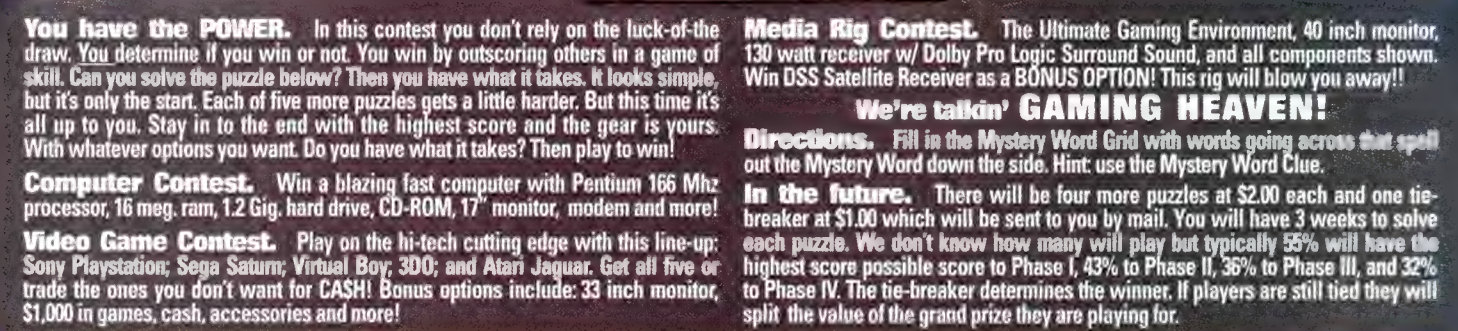 You have the POWER. In this contest you don't rely on the luck-of-the
draw. You determine if you win or not. You win by outscoring others in a game of
skill. Can you solve the puzzle below? Then you have what it takes. It looks simple,
but it's only the start. Each of five more puzzles gets a little harder. But this time it's
all up to you. Stay in to the end with the highest score and the gear is yours.
With whatever options you want. Do you have what it takes? Then play to win!
Computer Contest. Win a blazing fast computer with Pentium 166 Mhz
processor, 16 meg. ram, 1.2 Gig. hard drive, CD-ROM, 17" monitor, modem and more!
Video Game Contest. Play on the hi-tech cutting edge with this line-up:
Sony Playstation; Sega Saturn; Virtual Boy; 3DO; and Atari Jaguar. Get all five or
trade the ones you don't want for CA$H! Bonus options include: 33 inch monitor,
$1,000 in games, cash, accessories and more!
Media Rig Contest. The Ultimate Gaming Environment, 40 inch monitor,
130 watt receiver w/ Dolby Pro Logic Surround Sound, and all components shown.
Win DSS Satellite Receiver as a BONUS OPTION! This rig will blow you away!!
We're talkin' GAMING HEAVEN!
Directions. Fill in the Mystery Word Grid with words going across that spell
out the Mystery Word down the side. Hint: use the Mystery Word Clue.
In the future. There will be four more puzzles at $2.00 each and one tie-
breaker at $1.00 which will be sent to you by mail. You will have 3 weeks to solve
each puzzle. We don't know how many will play but typically 55% will have the
highest score possible score to Phase I, 43% to Phase II, 36% to Phase III, and 32%
to Phase IV. The tie-breaker determines the winner. If players are still tied they will
split the value of the grand prize they are playing for.